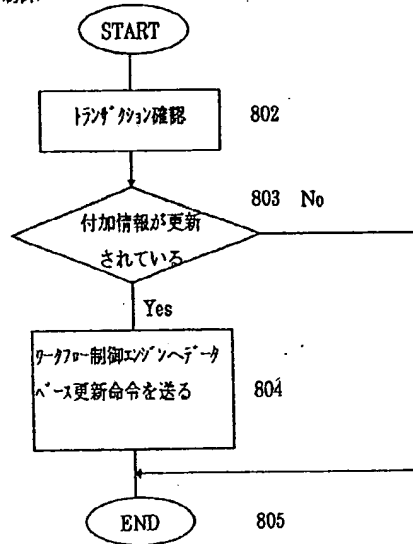 START
ﾄﾗﾝｻﾞｸｼｮﾝ確認 802
803 No
付加情報が更新
されている
Yes
ﾜｰｸﾌﾛｰ制御ｴﾝｼﾞﾝへデータ
ﾍﾞｰｽ更新命令を送る 804
END 805